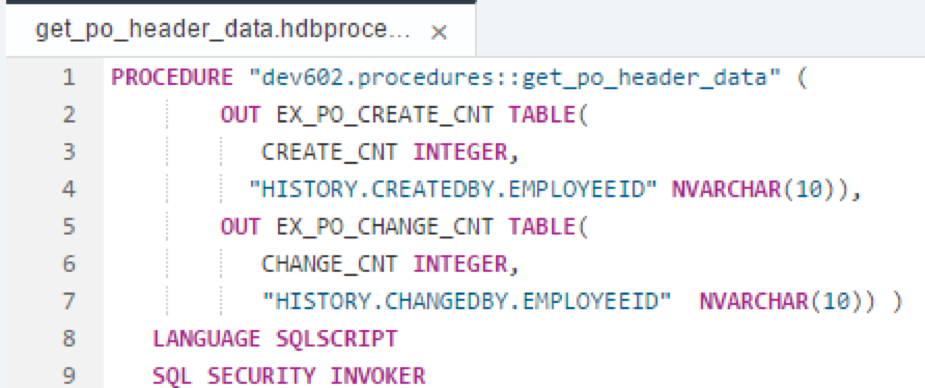 get_po_header_data.hdbproce... ×
1 PROCEDURE "dev602.procedures::get_po_header_data" (
2 OUT EX_PO_CREATE_CNT TABLE(
3 CREATE_CNT INTEGER,
4 "HISTORY.CREATEDBY.EMPLOYEEID" NVARCHAR(10)),
5 OUT EX_PO_CHANGE_CNT TABLE(
6 CHANGE_CNT INTEGER,
7 "HISTORY.CHANGEDBY.EMPLOYEEID" NVARCHAR(10)) )
8 LANGUAGE SQLSCRIPT
9 SQL SECURITY INVOKER